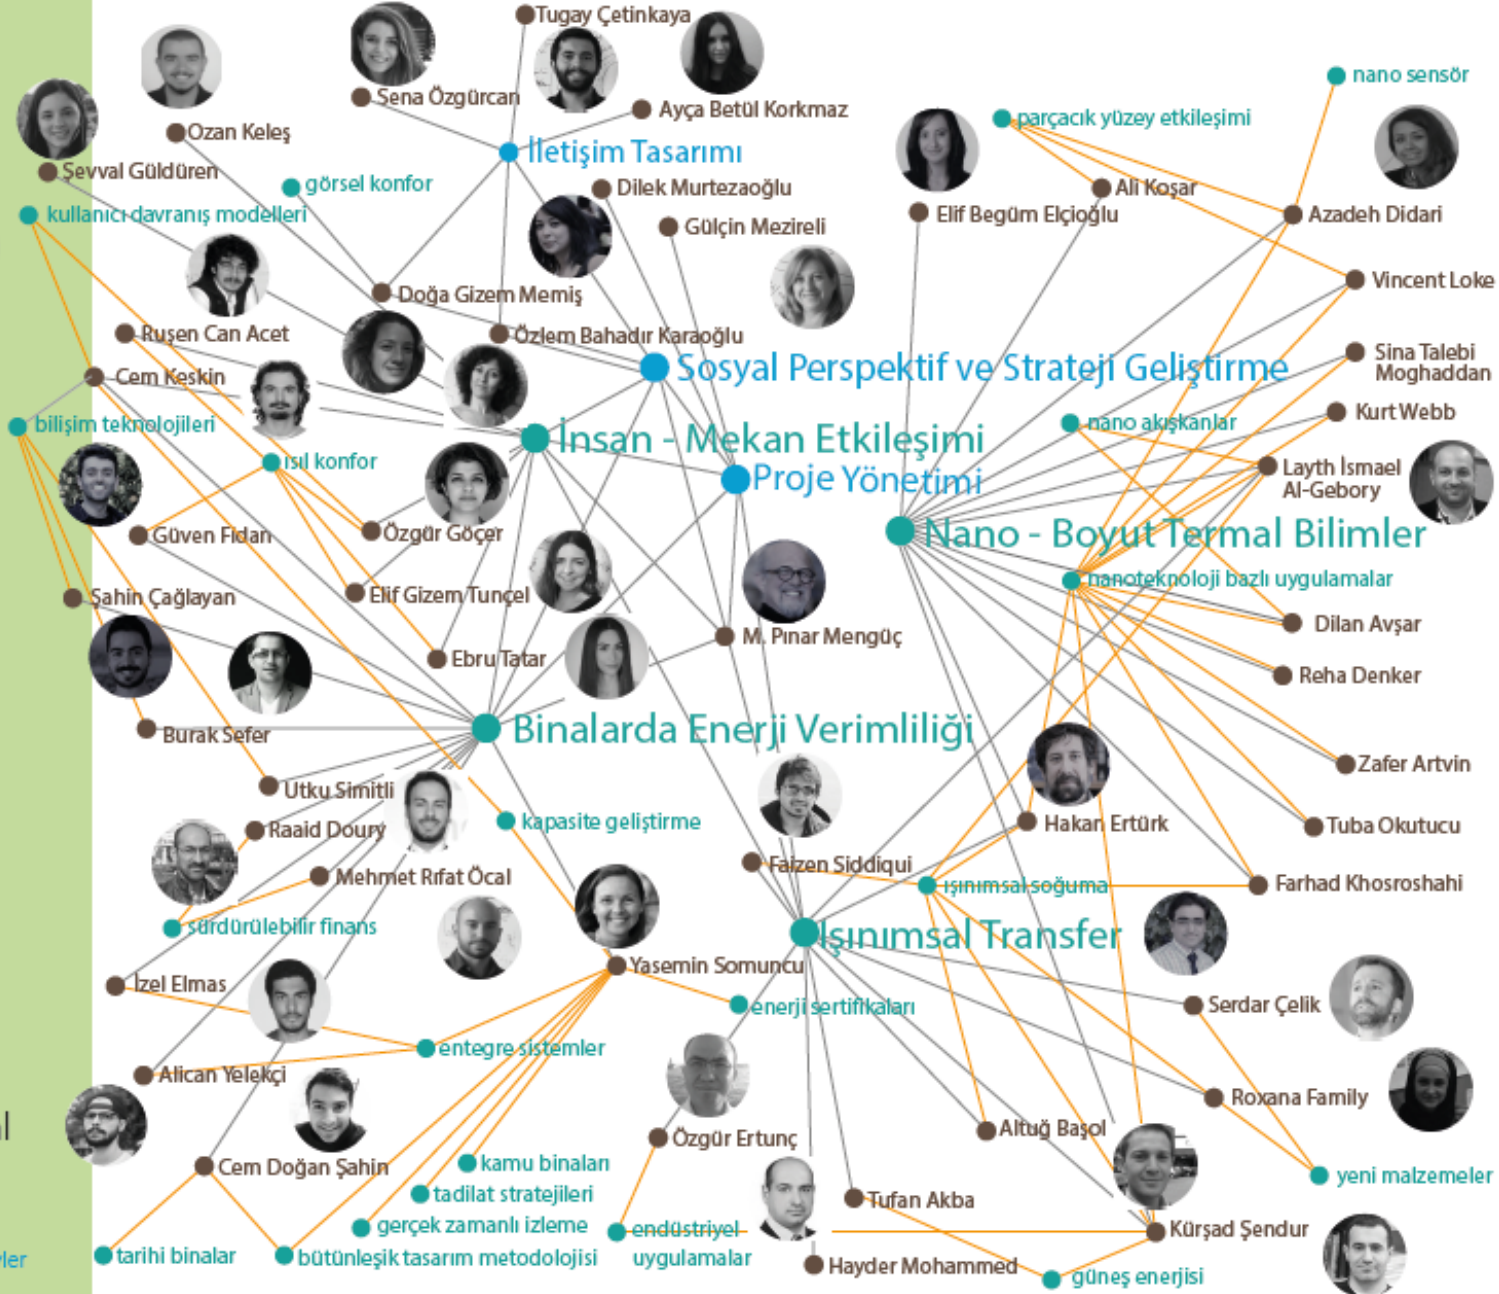 Tugay Çetinkaya
Sena Özgürcan
Ayça Betül Korkmaz
nano sensör
parçacık yüzey etkileşimi
Ozan Keleş
İletişim Tasarımı
Şevval Güldüren
görsel konfor
Dilek Murtezaoğlu
Ali Koşar
kullanıcı davranış modelleri
Gülçin Mezireli
Elif Begüm Elçioğlu
Azadeh Didari
Vincent Loke
Doğa Gizem Memiş
Ruşen Can Acet
Özlem Bahadır Karaoğlu
Sina Talebi
Moghaddan
Cem Keskin
Sosyal Perspektif ve Strateji Geliştirme
Kurt Webb
bilişim teknolojileri
nano akışkanlar
İnsan - Mekan Etkileşimi
ısıl konfor
Layth İsmael
Al-Gebory
Proje Yönetimi
Güven Fidan
Özgür Göçer
Nano - Boyut Termal Bilimler
nanoteknoloji bazlı uygulamalar
Şahin Çağlayan
Elif Gizem Tunçel
Dilan Avşar
M. Pınar Mengüç
Ebru Tatar
Reha Denker
Burak Sefer
Binalarda Enerji Verimliliği
Zafer Artvin
Utku Simitli
Raaid Doury
kapasite geliştirme
Hakan Ertürk
Tuba Okutucu
Mehmet Rıfat Öcal
Faizen Siddiqui
ışınımsal soğuma
Farhad Khosroshahi
sürdürülebilir finans
Işınımsal Transfer
Yasemin Somuncu
İzel Elmas
enerji sertifikaları
Serdar Çelik
entegre sistemler
Alican Yelekçi
Roxana Family
l
Özgür Ertunç
Altuğ Başol
Cem Doğan Şahin
kamu binaları
yeni malzemeler
tadilat stratejileri
Tufan Akba
gerçek zamanlı izleme
endüstriyel
uygulamalar
Kürşad Şendur
tarihi binalar
bütünleşik tasarım metodolojisi
Hayder Mohammed
güneş enerjisi
ler